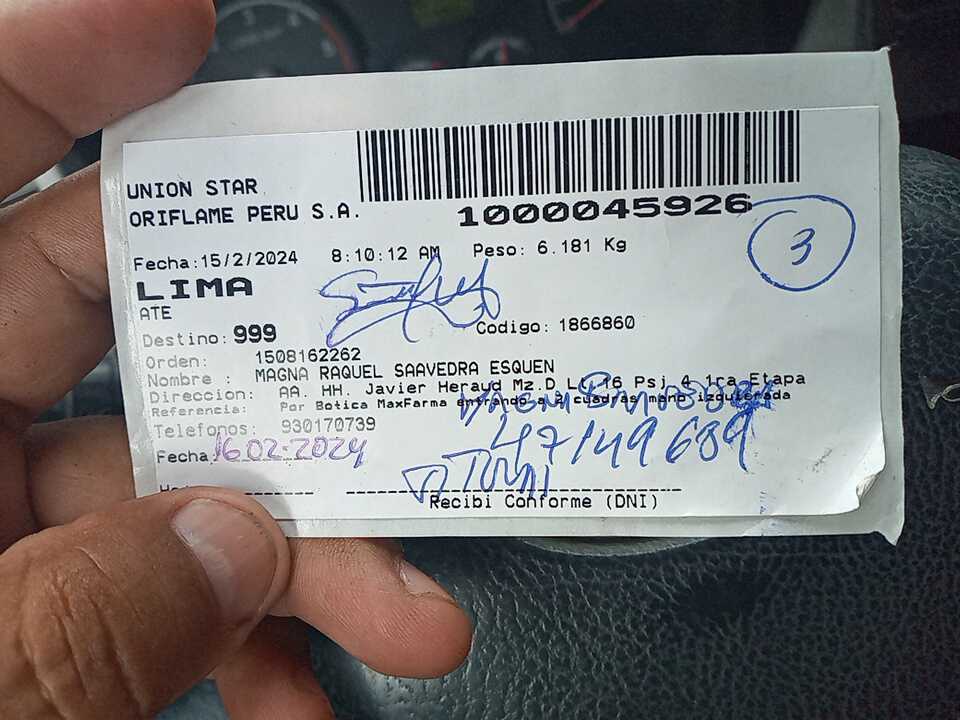 UNION STAR
ORIFLAME PERU S.A.
1000045926
3
Fecha:15/2/2024 8:10:12 AM Peso: 6.181 Kg
LIMA
ATE
Destino: 999 Codigo: 1866860
Orden: 1508162262
Nombre : MAGNA RAQUEL SAAVEDRA ESQUEN
Direccion: AA. HH. Javier Heraud Mz.D Lt.16 Psj 4 1ra Etapa
Referencia: Por Botica MaxFarma entrando a 2 cuadras mano izquierada
Telefonos: 930170739
47149689
Fecha 16.02.2024
Recibi Conforme (DNI)